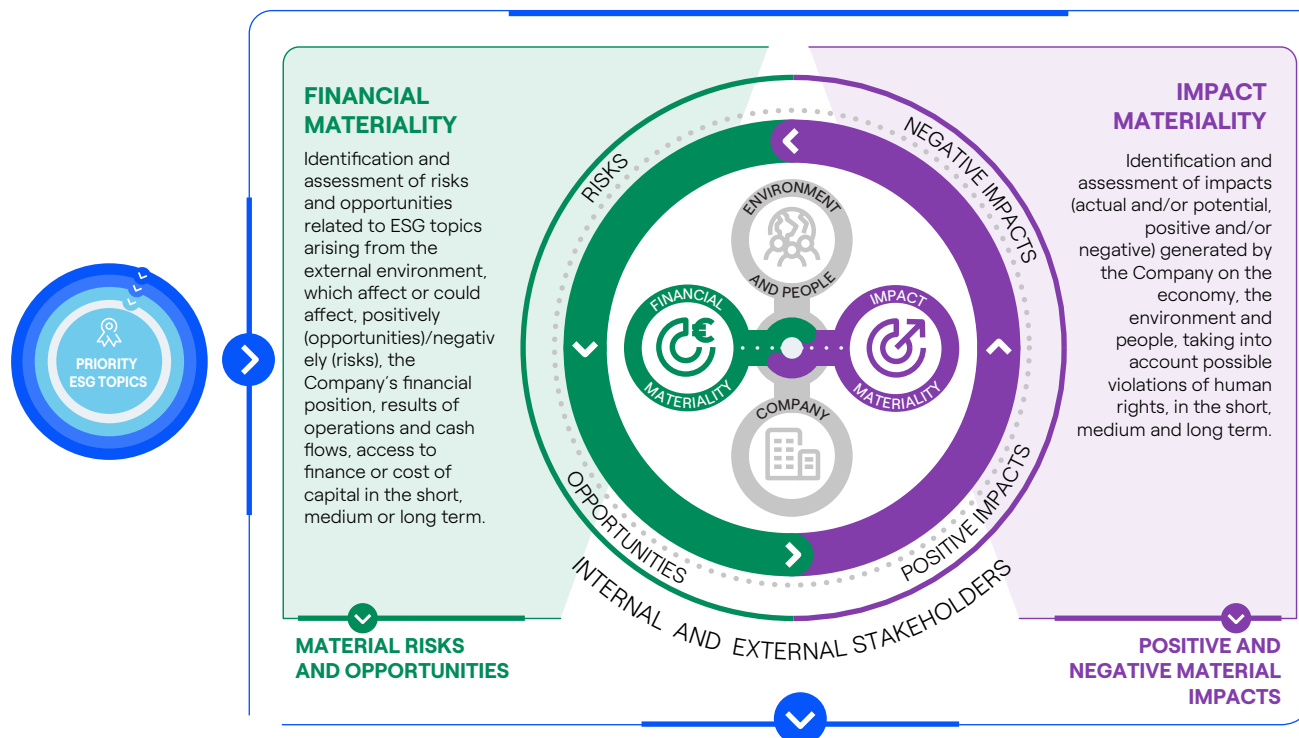 PRIORITY
ESG TOPICS
FINANCIAL
MATERIALITY
Identification and
assessment of risks
and opportunities
related to ESG topics
arising from the
external environment,
which affect or could
affect, positively
(opportunities)/negativ
ely (risks), the
Company's financial
position, results of
operations and cash
flows, access to
finance or cost of
capital in the short,
medium or long term.
MATERIAL RISKS
AND OPPORTUNITIES
RISKS
OPPORTUNITIES
NEGATIVE IMPACTS
POSITIVE IMPACTS
ENVIRONMENT
AND PEOPLE
FINANCIAL
€
MATERIALITY
IMPACT
MATERIALITY
COMPANY
INTERNAL AND EXTERNAL STAKEHOLDERS
IMPACT
MATERIALITY
Identification and
assessment of impacts
(actual and/or potential,
positive and/or
negative) generated by
the Company on the
economy, the
environment and
people, taking into
account possible
violations of human
rights, in the short,
medium and long term.
POSITIVE AND
NEGATIVE MATERIAL
IMPACTS